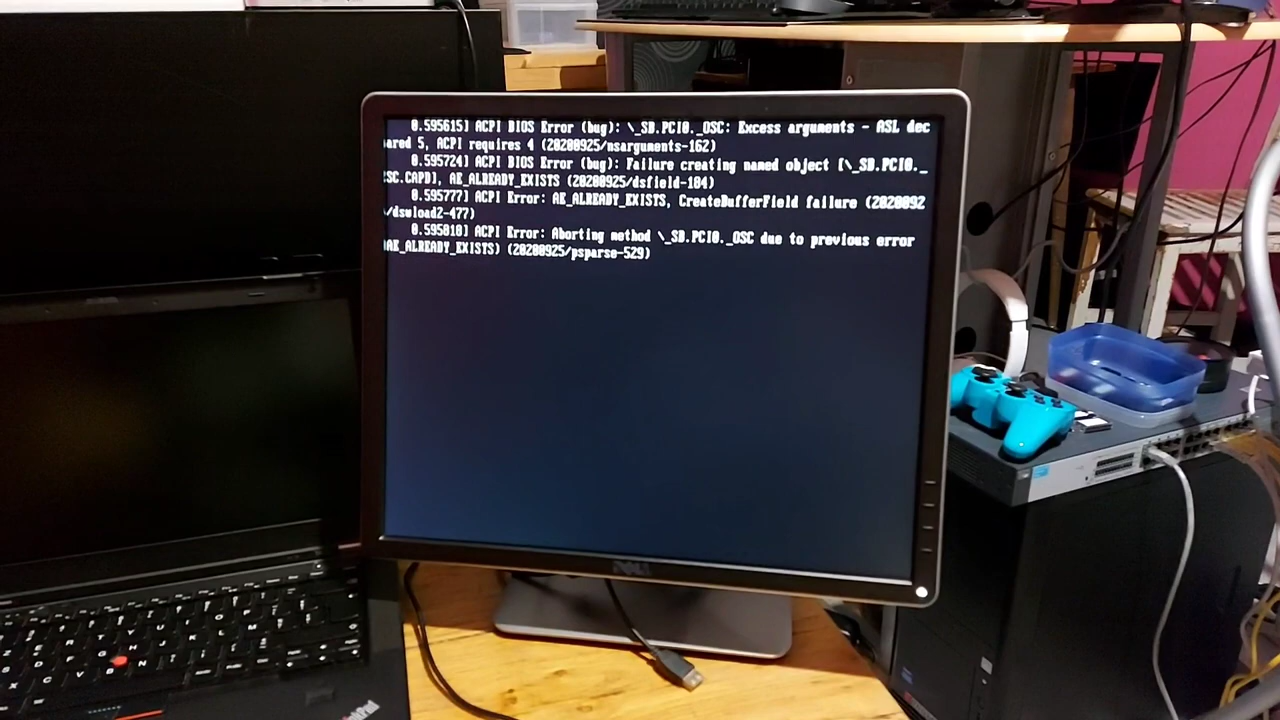 0.595615] ACPI BIOS Error (bug): \_SB.PCI0._OSC: Excess arguments - ASL dec
ared 5, ACPI requires 4 (20200925/nsarguments-162)
0.595724] ACPI BIOS Error (bug): Failure creating named object [\_SB.PCI0._
SC.CAPD], AE_ALREADY_EXISTS (20200925/dsfield-184)
0.595777] ACPI Error: AE_ALREADY_EXISTS, CreateBufferField failure (2020092
/dswload2-477)
0.595818] ACPI Error: Aborting method \_SB.PCI0._OSC due to previous error
AE_ALREADY_EXISTS) (20200925/psparse-529)
DELL